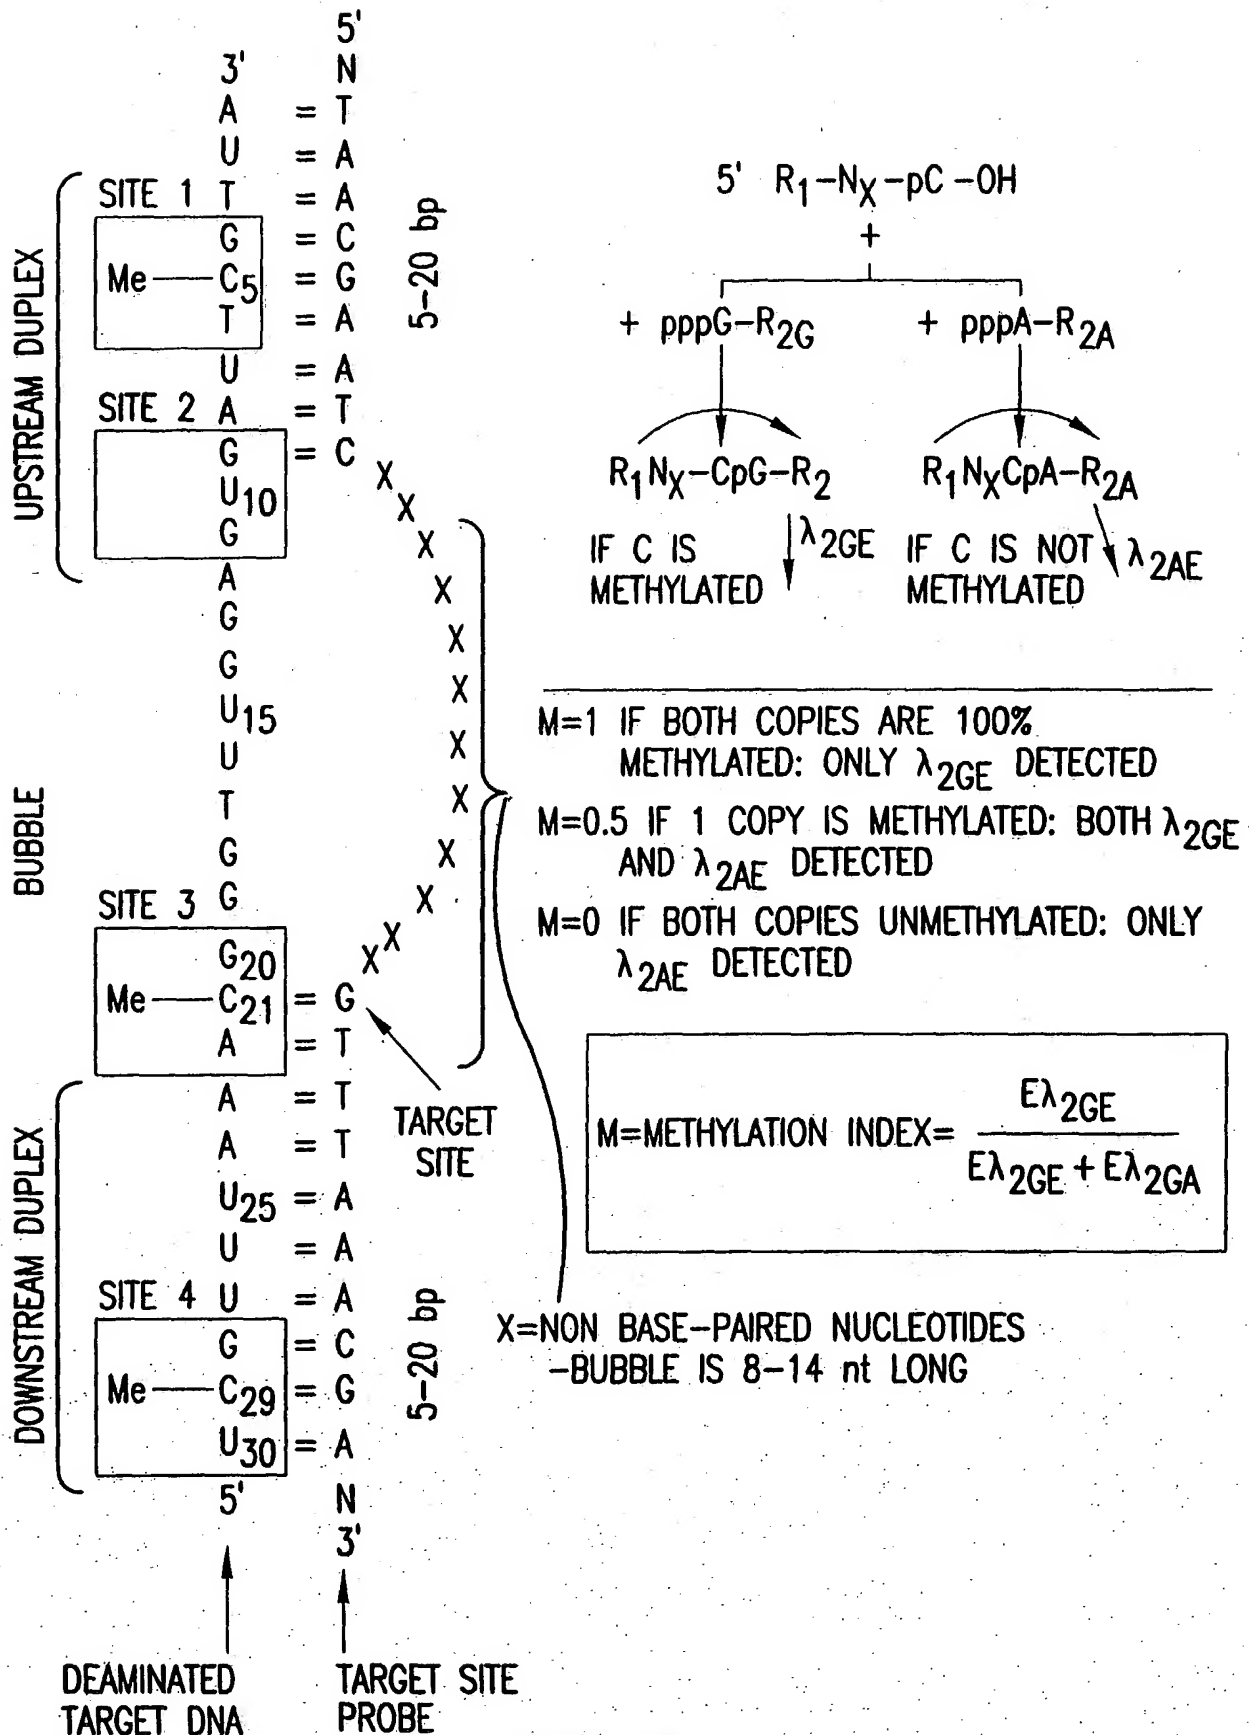 5'
3' N
A = T
U = A
SITE 1 T = A
G = C
Me—C5 = G
T = A
U = A
SITE 2 A = T
G = C
U10
G
A
G
G
U15
U
T
G
SITE 3 G
G20
Me—C21 = G
A = T
A = T
A = T
U25 = A
U = A
SITE 4 U = A
G = C
Me—C29 = G
U30 = A
5' N
3'
X
X
X
X
X
X
X
X
X
X
X
X
UPSTREAM DUPLEX
BUBBLE
DOWNSTREAM DUPLEX
5-20 bp
5-20 bp
TARGET
SITE
DEAMINATED
TARGET DNA
TARGET SITE
PROBE
5' R1-NX-pC-OH
+
+ pppG-R2G + pppA-R2A
R1NX-CpG-R2 R1NXCpA-R2A
IF C IS
METHYLATED
λ2GE
IF C IS NOT
METHYLATED
λ2AE
M=1 IF BOTH COPIES ARE 100%
METHYLATED: ONLY λ2GE DETECTED
M=0.5 IF 1 COPY IS METHYLATED: BOTH λ2GE
AND λ2AE DETECTED
M=0 IF BOTH COPIES UNMETHYLATED: ONLY
λ2AE DETECTED
M=METHYLATION INDEX=
Eλ2GE
Eλ2GE + Eλ2GA
X=NON BASE-PAIRED NUCLEOTIDES
-BUBBLE IS 8-14 nt LONG